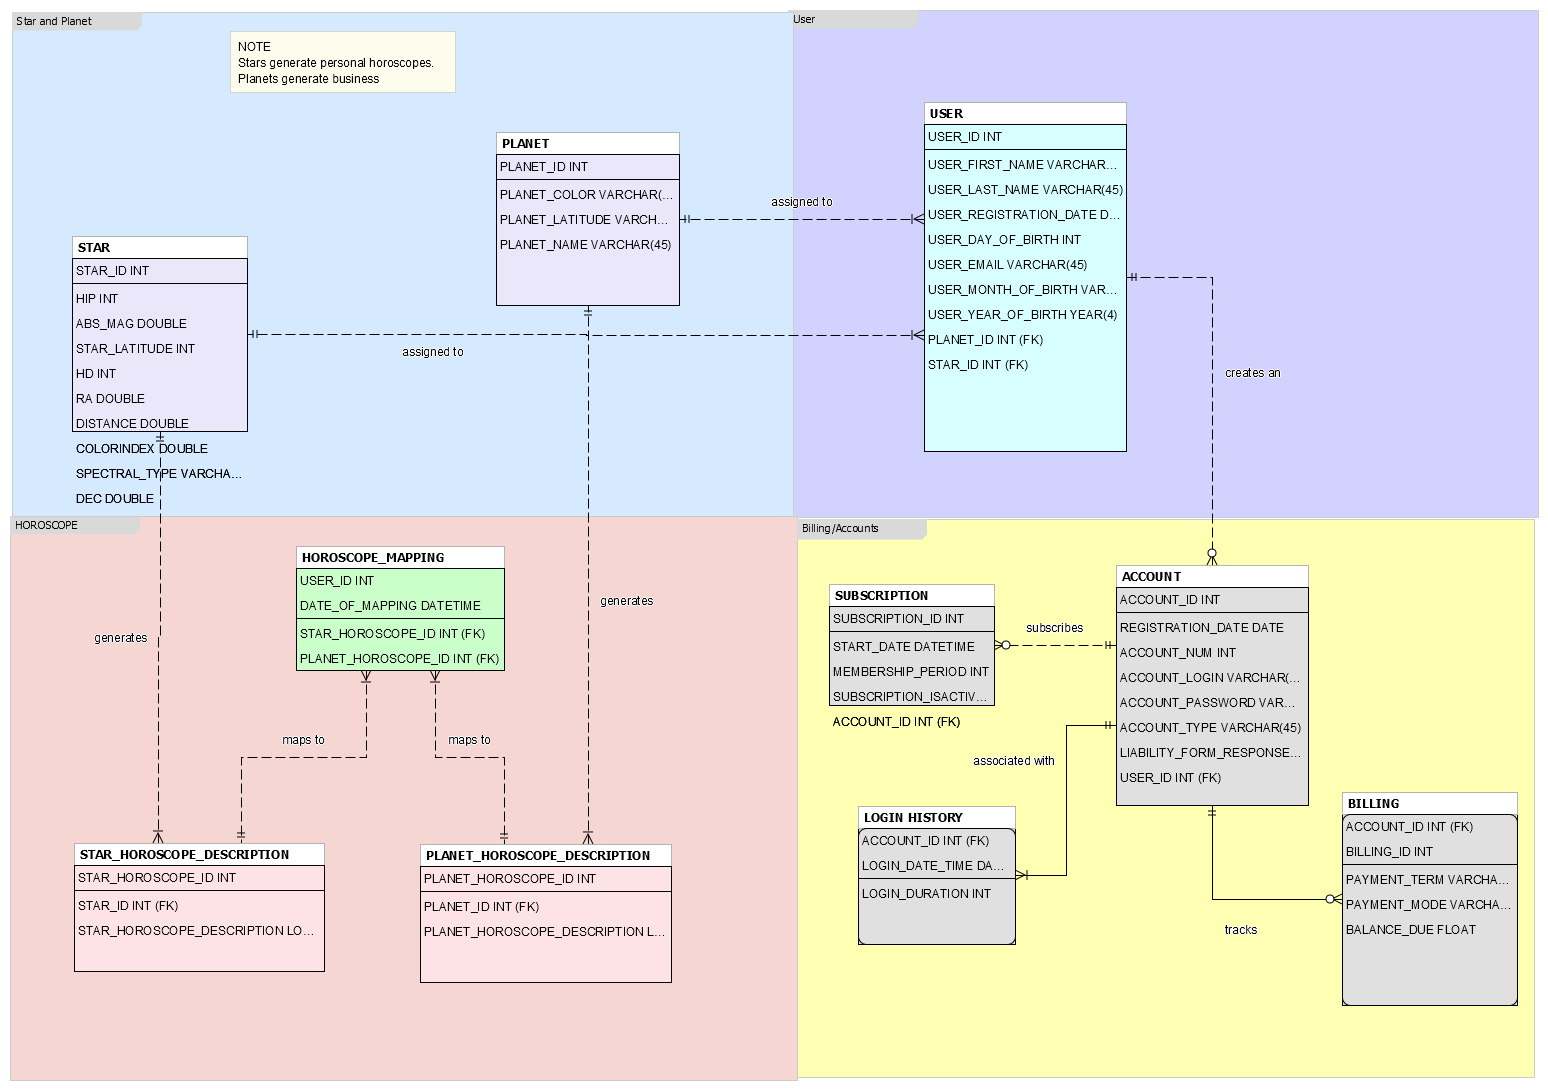 Star and Planet
NOTE
Stars generate personal horoscopes.
Planets generate business
PLANET
PLANET_ID INT
PLANET_COLOR VARCHAR(...
PLANET_LATITUDE VARCH...
PLANET_NAME VARCHAR(45)
STAR
STAR_ID INT
HIP INT
ABS_MAG DOUBLE
STAR_LATITUDE INT
HD INT
RA DOUBLE
DISTANCE DOUBLE
COLORINDEX DOUBLE
SPECTRAL_TYPE VARCHA...
DEC DOUBLE
assigned to
assigned to
User
USER
USER_ID INT
USER_FIRST_NAME VARCHAR...
USER_LAST_NAME VARCHAR(45)
USER_REGISTRATION_DATE D...
USER_DAY_OF_BIRTH INT
USER_EMAIL VARCHAR(45)
USER_MONTH_OF_BIRTH VAR...
USER_YEAR_OF_BIRTH YEAR(4)
PLANET_ID INT (FK)
STAR_ID INT (FK)
creates an
HOROSCOPE
HOROSCOPE_MAPPING
USER_ID INT
DATE_OF_MAPPING DATETIME
STAR_HOROSCOPE_ID INT (FK)
PLANET_HOROSCOPE_ID INT (FK)
generates
generates
maps to
maps to
STAR_HOROSCOPE_DESCRIPTION
STAR_HOROSCOPE_ID INT
STAR_ID INT (FK)
STAR_HOROSCOPE_DESCRIPTION LO...
PLANET_HOROSCOPE_DESCRIPTION
PLANET_HOROSCOPE_ID INT
PLANET_ID INT (FK)
PLANET_HOROSCOPE_DESCRIPTION L...
Billing/Accounts
SUBSCRIPTION
SUBSCRIPTION_ID INT
START_DATE DATETIME
MEMBERSHIP_PERIOD INT
SUBSCRIPTION_ISACTIV...
ACCOUNT_ID INT (FK)
subscribes
ACCOUNT
ACCOUNT_ID INT
REGISTRATION_DATE DATE
ACCOUNT_NUM INT
ACCOUNT_LOGIN VARCHAR(...
ACCOUNT_PASSWORD VAR...
ACCOUNT_TYPE VARCHAR(45)
LIABILITY_FORM_RESPONSE...
USER_ID INT (FK)
associated with
LOGIN HISTORY
ACCOUNT_ID INT (FK)
LOGIN_DATE_TIME DA...
LOGIN_DURATION INT
tracks
BILLING
ACCOUNT_ID INT (FK)
BILLING_ID INT
PAYMENT_TERM VARCHA...
PAYMENT_MODE VARCHA...
BALANCE_DUE FLOAT